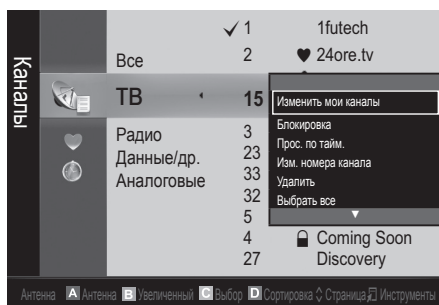 Каналы
✓ 1 1futech
Все 2 ♥ 24ore.tv
ТВ 15
Изменить мои каналы
Блокировка
Прос. по тайм.
Изм. номера канала
Удалить
Выбрать все
Радио 3
Данные/др. 23
Аналоговые 33
32
5
4 Coming Soon
27 Discovery
Антенна A Антенна B Увеличенный C Выбор D Сортировка Страница Инструменты